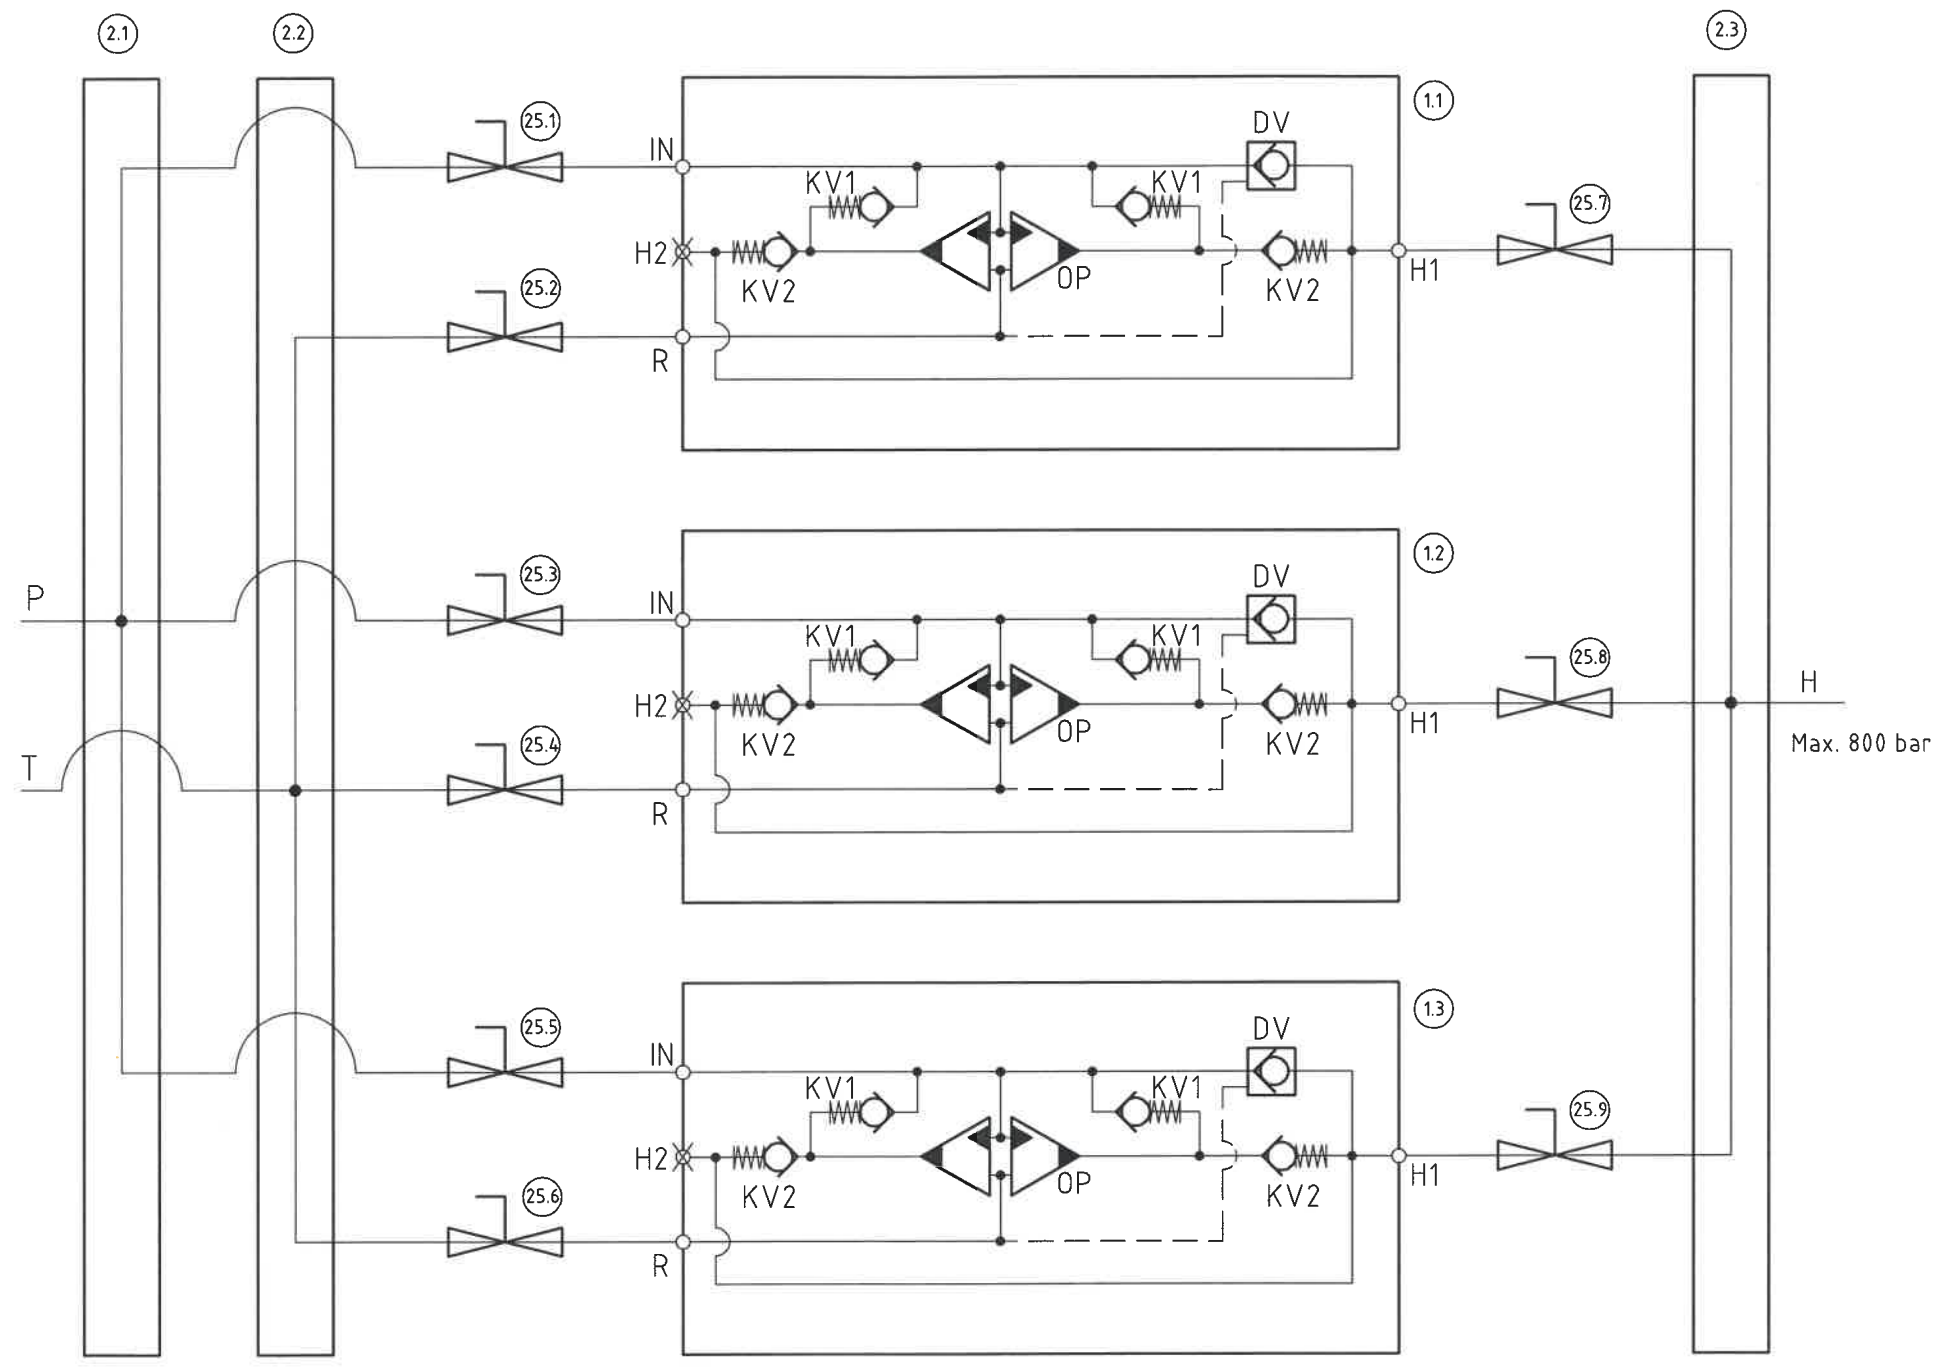 2.1
2.2
2.3
25.1
IN
KV1
KV1
DV
1.1
25.7
H2
KV2
OP
KV2
H1
25.2
R
P
25.3
IN
KV1
KV1
DV
1.2
25.8
H
H2
KV2
OP
KV2
H1
Max. 800 bar
T
25.4
R
25.5
IN
KV1
KV1
DV
1.3
25.9
H2
KV2
OP
KV2
H1
25.6
R